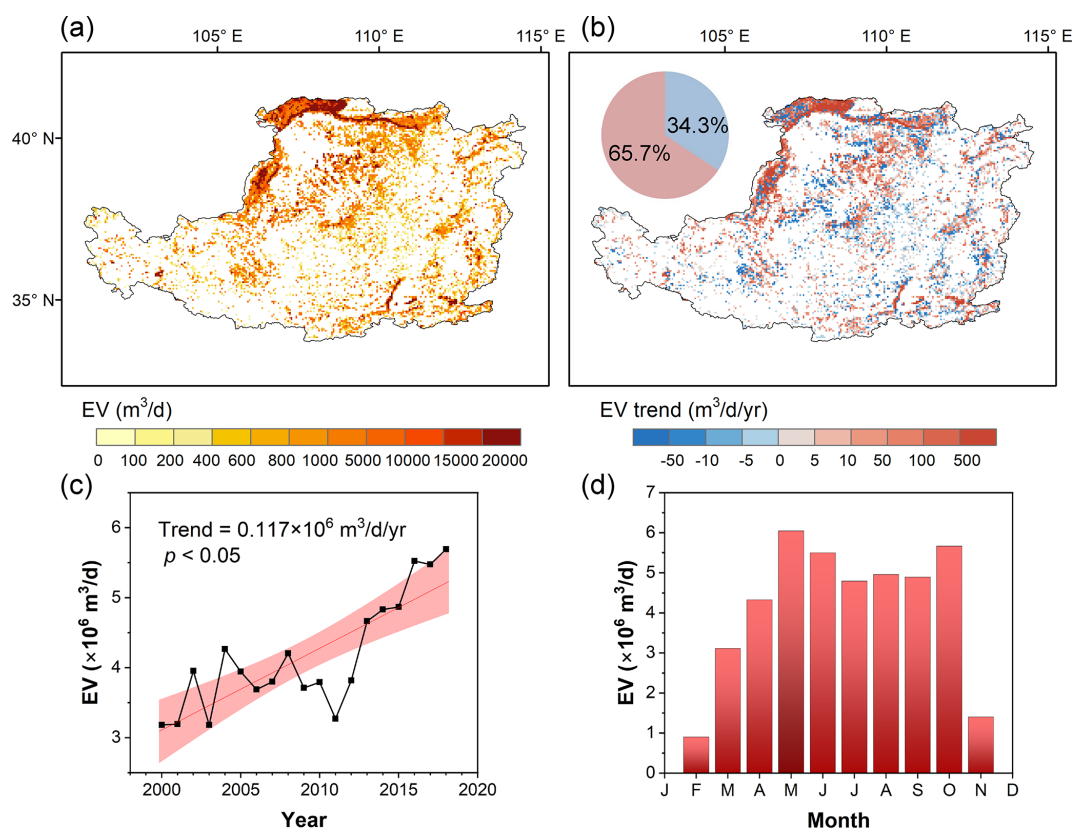 (a)
105° E 110° E 115° E
(b)
105° E 110° E 115° E
40° N
35° N
34.3%
65.7%
EV (m³/d)
0 100 200 400 600 800 1000 5000 10000 15000 20000
EV trend (m³/d/yr)
-50 -10 -5 0 5 10 50 100 500
(c)
Trend = 0.117×10⁶ m³/d/yr
p < 0.05
EV (×10⁶ m³/d)
6
5
4
3
2000 2005 2010 2015 2020
Year
(d)
EV (×10⁶ m³/d)
7
6
5
4
3
2
1
0
J F M A M J J A S O N D
Month